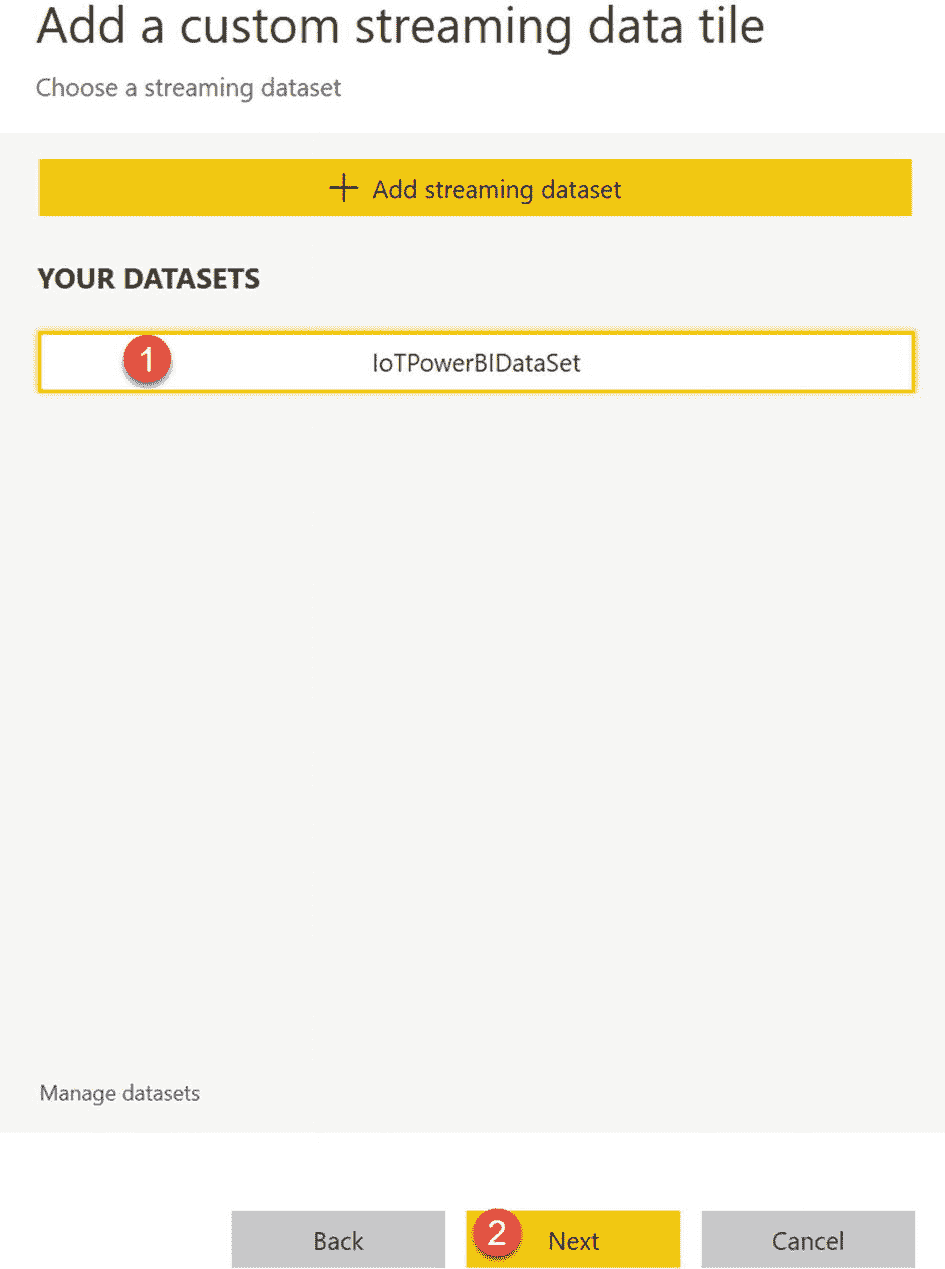 Add a custom streaming data tile
Choose a streaming dataset
+ Add streaming dataset
YOUR DATASETS
1 IoTPowerBIDataSet
Manage datasets
Back 2 Next Cancel